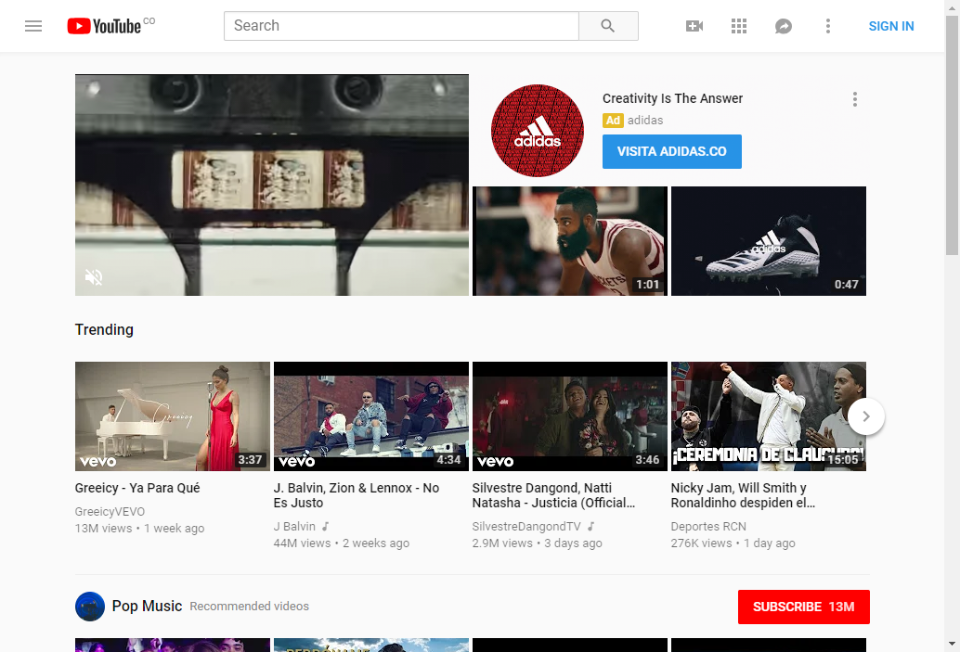 YouTube CO
Search
SIGN IN
Creativity Is The Answer
Ad adidas
VISITA ADIDAS.CO
adidas
adidas
1:01
0:47
Trending
Greeicy
vevo
3:37
vevo
4:34
vevo
3:46
¡CEREMONIA DE CLAUSURA!
15:05
Greeicy - Ya Para Qué
GreeicyVEVO
13M views • 1 week ago
J. Balvin, Zion & Lennox - No
Es Justo
J Balvin
44M views • 2 weeks ago
Silvestre Dangond, Natti
Natasha - Justicia (Official...
SilvestreDangondTV
2.9M views • 3 days ago
Nicky Jam, Will Smith y
Ronaldinho despiden el...
Deportes RCN
276K views • 1 day ago
Pop Music Recommended videos
SUBSCRIBE 13M